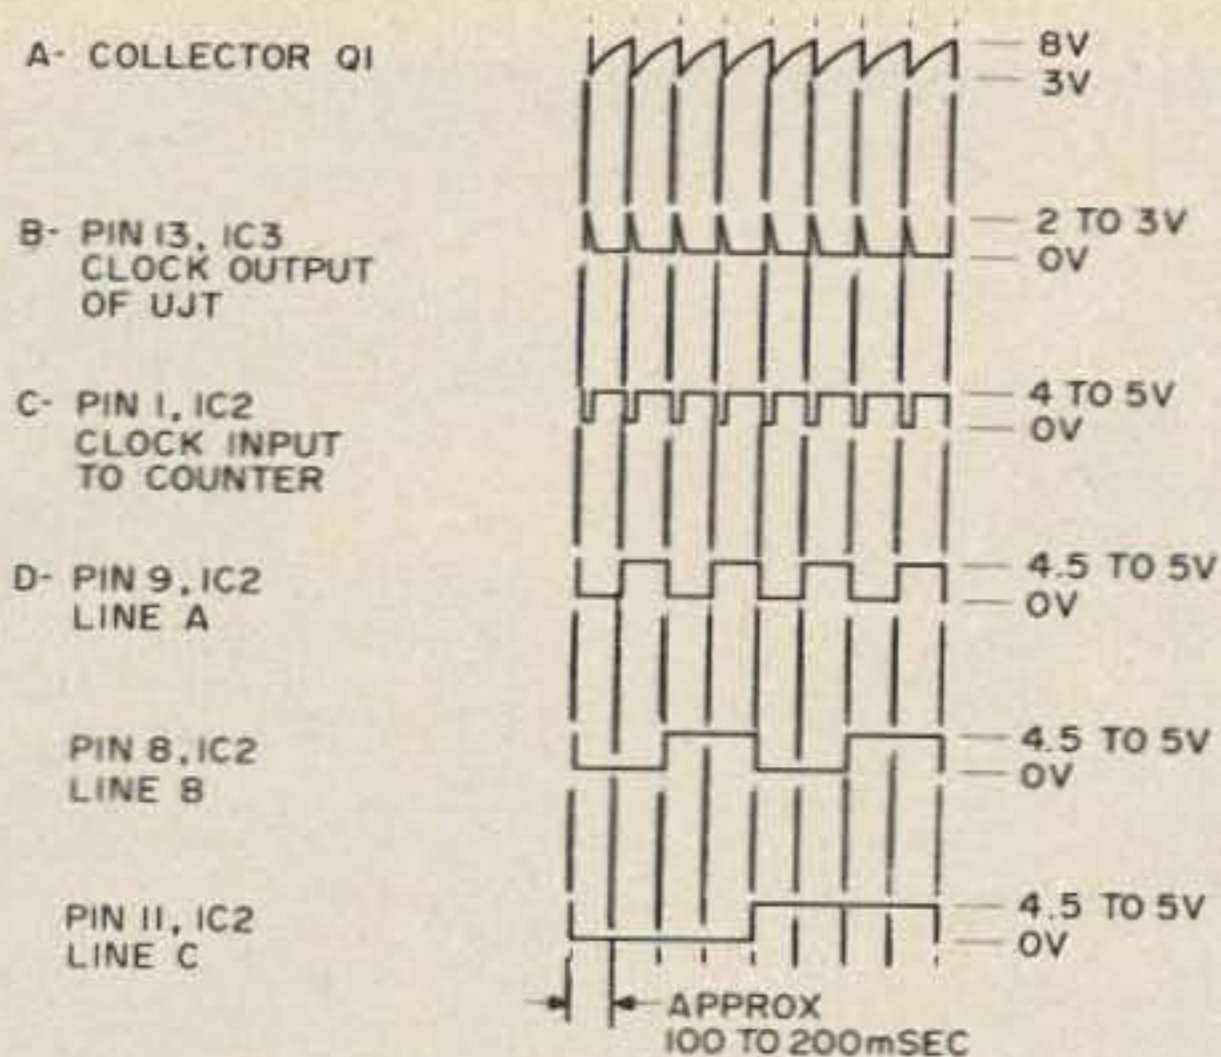 A- COLLECTOR Q1
8V
3V
B- PIN 13, IC3
CLOCK OUTPUT
OF UJT
2 TO 3V
0V
C- PIN 1, IC2
CLOCK INPUT
TO COUNTER
4 TO 5V
0V
D- PIN 9, IC2
LINE A
4.5 TO 5V
0V
PIN 8, IC2
LINE B
4.5 TO 5V
0V
PIN 11, IC2
LINE C
4.5 TO 5V
0V
APPROX
100 TO 200mSEC